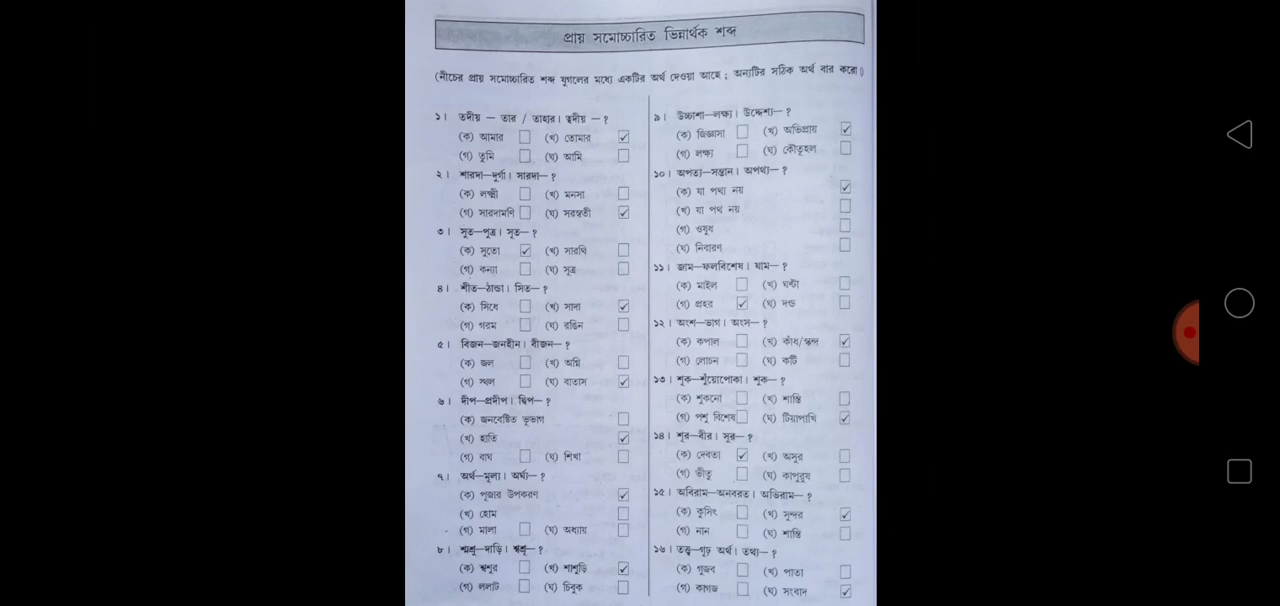 প্রায় সমোচ্চারিত ভিন্নার্থক শব্দ
(নীচের প্রায় সমোচ্চারিত শব্দ যুগলের মধ্যে একটির অর্থ দেওয়া আছে ; অন্যটির সঠিক অর্থ বার করো।)
১। তদীয় — তার / তাহার। ত্বদীয় — ?
(ক) আমার (খ) তোমার ✓
(গ) তুমি (ঘ) আমি
২। শারদা—দুর্গা। সারদা— ?
(ক) লক্ষ্মী (খ) মনসা
(গ) সারদামণি (ঘ) সরস্বতী ✓
৩। সুত—পুত্র। সূত— ?
(ক) সুতো ✓ (খ) সারথি
(গ) কন্যা (ঘ) সূত্র
৪। শীত—ঠান্ডা। সিত— ?
(ক) সিধে (খ) সাদা ✓
(গ) গরম (ঘ) রঙিন
৫। বিজন—জনহীন। বীজন— ?
(ক) জল (খ) অগ্নি
(গ) স্থল (ঘ) বাতাস ✓
৬। দীপ—প্রদীপ। দ্বিপ— ?
(ক) জনবেষ্টিত ভূভাগ
(খ) হাতি ✓
(গ) বাঘ (ঘ) শিখা
৭। অর্ঘ—মূল্য। অর্ঘ্য— ?
(ক) পূজার উপকরণ ✓
(খ) হোম
(গ) মালা (ঘ) অধ্যায়
৮। শ্মশ্রু—দাড়ি। শ্বশ্রূ— ?
(ক) শ্বশুর (খ) শাশুড়ি ✓
(গ) ললাট (ঘ) চিবুক
৯। উচ্চাশা—লক্ষ্য। উদ্দেশ্য— ?
(ক) জিজ্ঞাসা (খ) অভিপ্রায় ✓
(গ) লক্ষ্য (ঘ) কৌতূহল
১০। অপত্য—সন্তান। অপথ্য— ?
(ক) যা পথ্য নয় ✓
(খ) যা পথ নয়
(গ) ওষুধ
(ঘ) নিবারণ
১১। জাম—ফলবিশেষ। যাম— ?
(ক) মাইল (খ) ঘণ্টা
(গ) প্রহর ✓ (ঘ) দন্ড
১২। অংশ—ভাগ। অংস— ?
(ক) কপাল (খ) কাঁধ/স্কন্দ ✓
(গ) লোচন (ঘ) কটী
১৩। শূক—শুঁয়োপোকা। শুক— ?
(ক) শুকনো (খ) শান্তি
(গ) পশু বিশেষ (ঘ) টিয়াপাখি ✓
১৪। শূর—বীর। সুর— ?
(ক) দেবতা ✓ (খ) অসুর
(গ) ভীতু (ঘ) কাপুরুষ
১৫। অবিরাম—অনবরত। অভিরাম— ?
(ক) কুসিৎ (খ) সুন্দর ✓
(গ) নান (ঘ) শান্তি
১৬। তত্ত্ব—গূঢ় অর্থ। তথ্য— ?
(ক) গুজব (খ) পাতা
(গ) কাগজ (ঘ) সংবাদ ✓